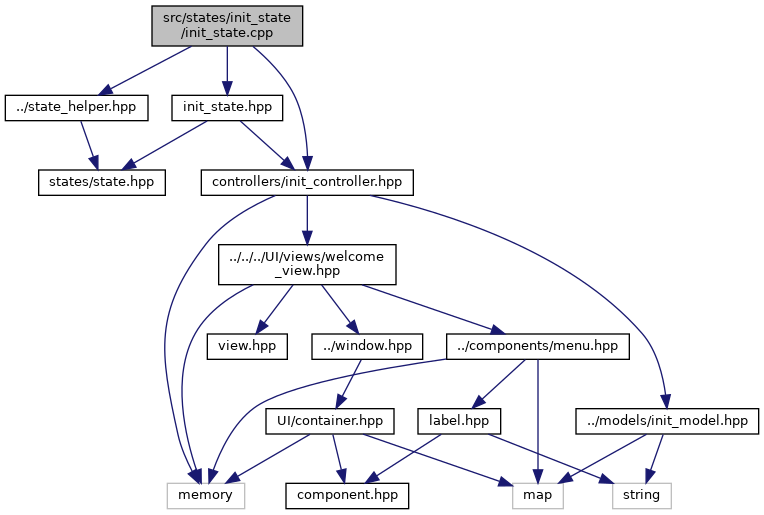 src/states/init_state
/init_state.cpp
../state_helper.hpp
init_state.hpp
states/state.hpp
controllers/init_controller.hpp
../../../UI/views/welcome
_view.hpp
view.hpp
../window.hpp
../components/menu.hpp
UI/container.hpp
label.hpp
../models/init_model.hpp
memory
component.hpp
map
string